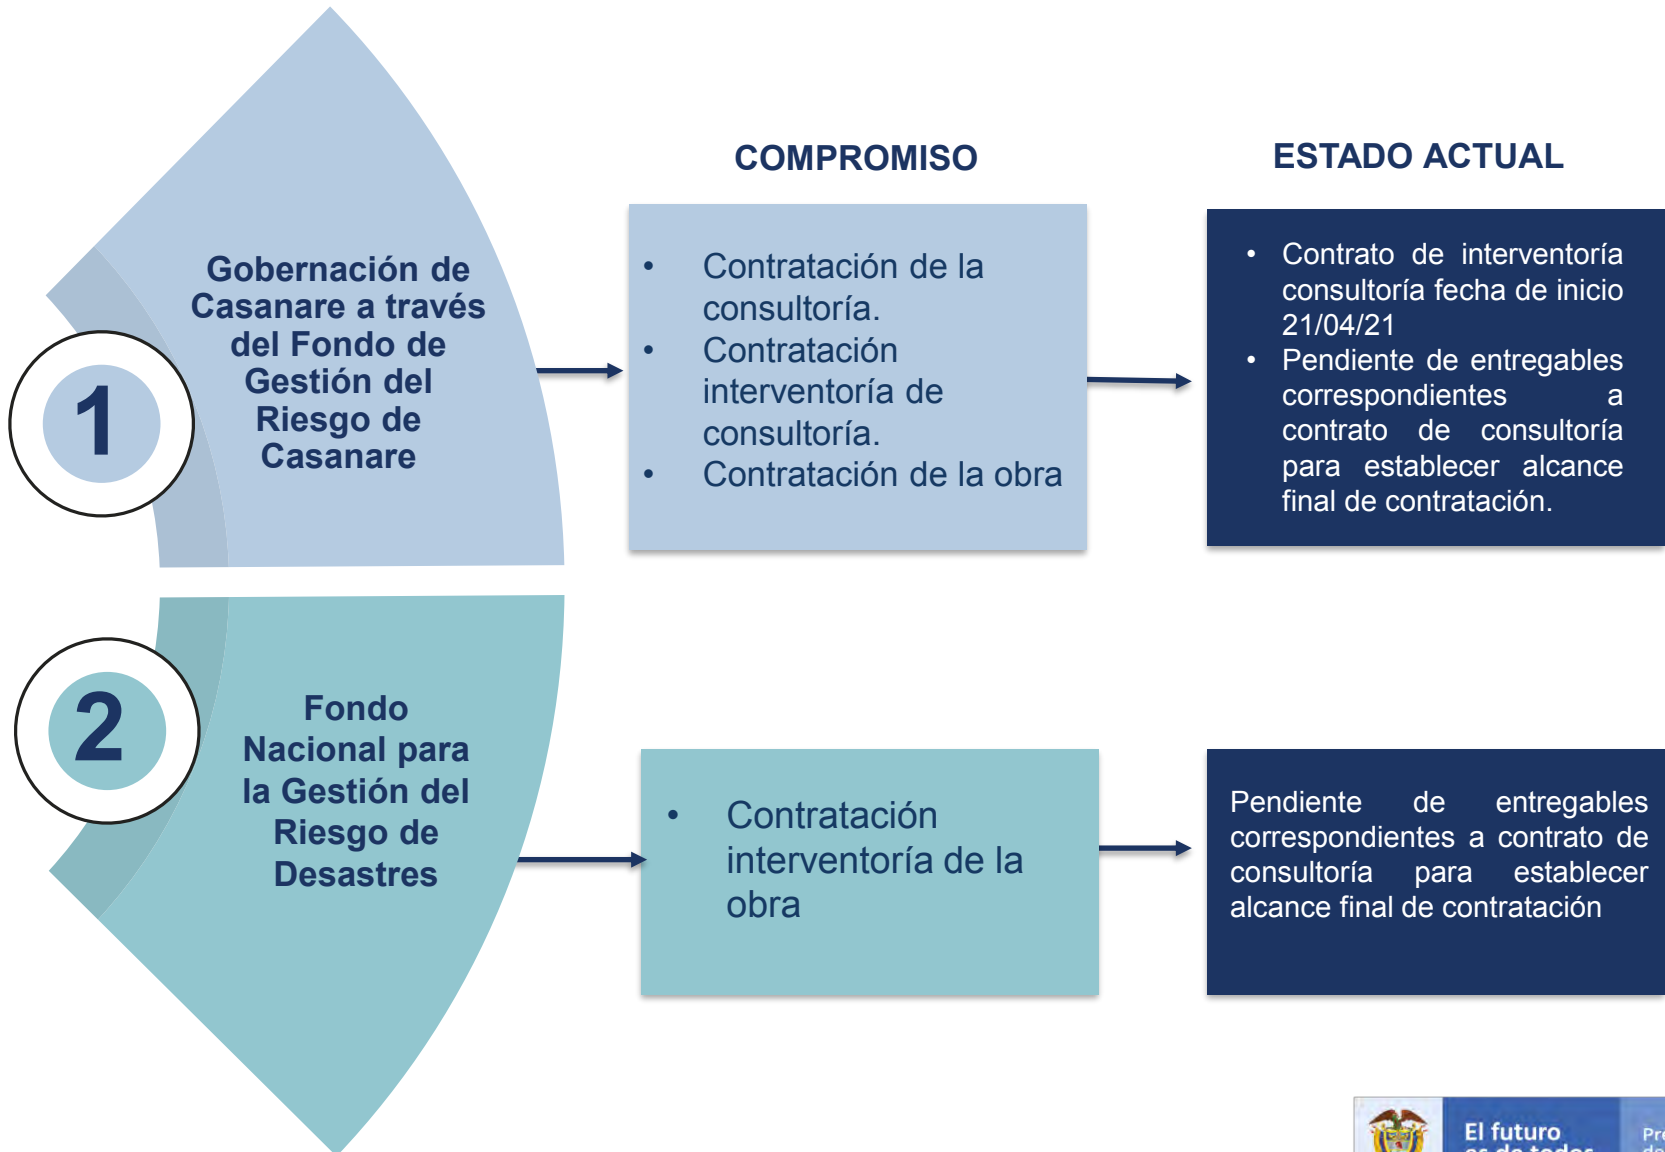 COMPROMISO
ESTADO ACTUAL
1
Gobernación de
Casanare a través
del Fondo de
Gestión del
Riesgo de
Casanare
• Contratación de la
consultoría.
• Contratación
interventoría de
consultoría.
• Contratación de la obra
• Contrato de interventoría
consultoría fecha de inicio
21/04/21
• Pendiente de entregables
correspondientes a
contrato de consultoría
para establecer alcance
final de contratación.
2
Fondo
Nacional para
la Gestión del
Riesgo de
Desastres
• Contratación
interventoría de la
obra
Pendiente de entregables
correspondientes a contrato de
consultoría para establecer
alcance final de contratación
El futuro
es de todos